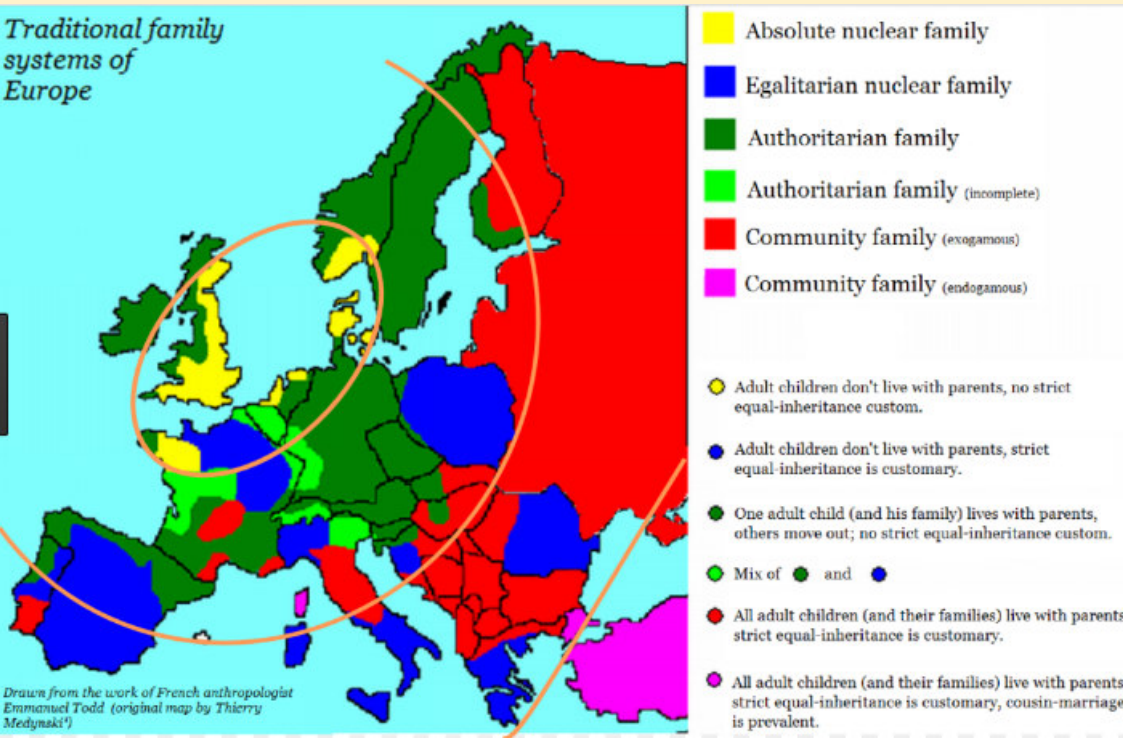 Traditional family
systems of
Europe
Absolute nuclear family
Egalitarian nuclear family
Authoritarian family
Authoritarian family (incomplete)
Community family (exogamous)
Community family (endogamous)
Adult children don't live with parents, no strict
equal-inheritance custom.
Adult children don't live with parents, strict
equal-inheritance is customary.
One adult child (and his family) lives with parents,
others move out; no strict equal-inheritance custom.
Mix of and
All adult children (and their families) live with parents
strict equal-inheritance is customary.
All adult children (and their families) live with parents
strict equal-inheritance is customary, cousin-marriage
is prevalent.
Drawn from the work of French anthropologist
Emmanuel Todd (original map by Thierry
Medynski¹)